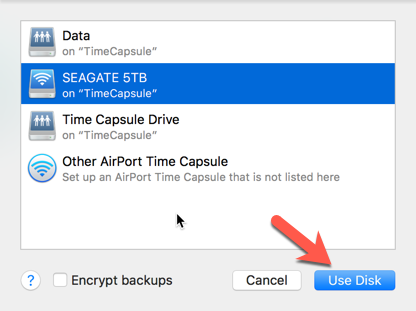 Data
on “TimeCapsule”
SEAGATE 5TB
on “TimeCapsule”
Time Capsule Drive
on “TimeCapsule”
Other AirPort Time Capsule
Set up an AirPort Time Capsule that is not listed here
? Encrypt backups Cancel Use Disk